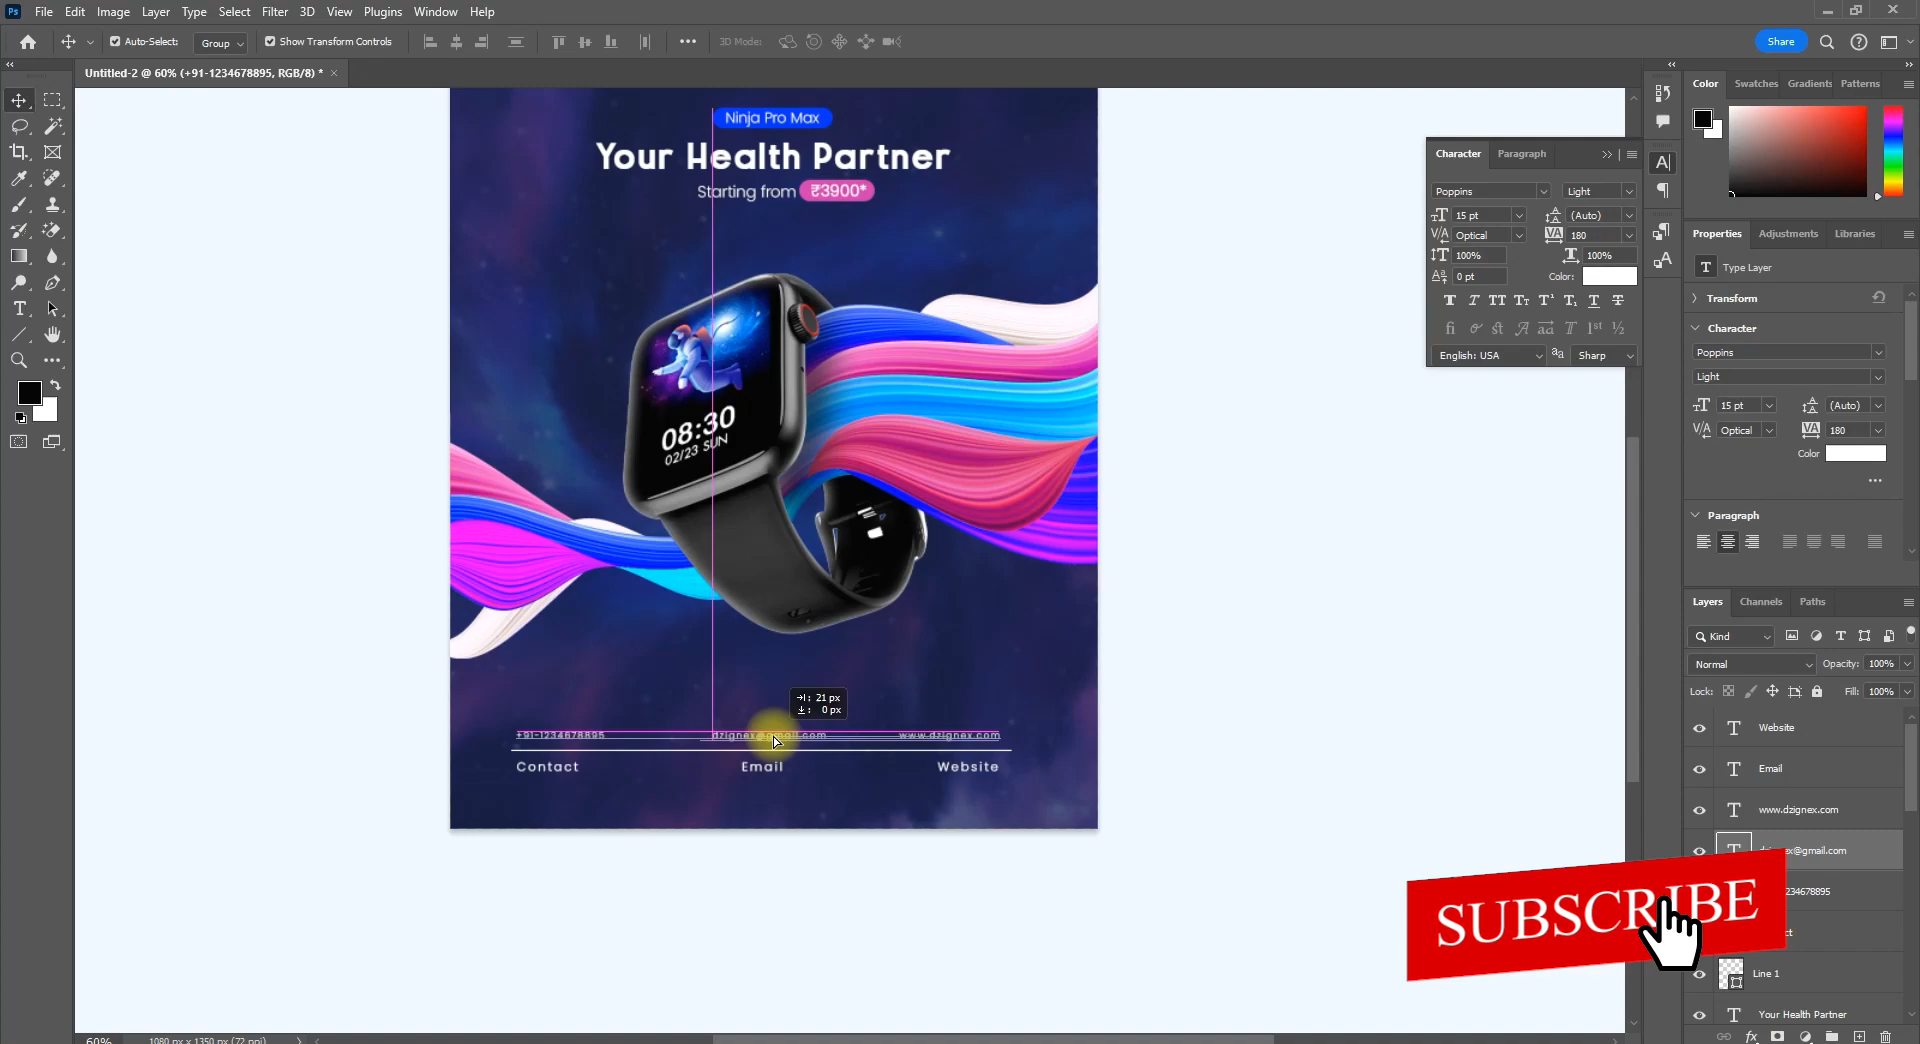 Ps File Edit Image Layer Type Select Filter 3D View Plugins Window Help
Auto-Select: Group Show Transform Controls 3D Mode: Share
Untitled-2 @ 60% (+91-1234678895, RGB/8) *
Ninja Pro Max
Your Health Partner
Starting from ₹3900*
08:30
02/23 SUN
21 px
0 px
+91-1234678895 dzignex@gmail.com www.dzignex.com
Contact Email Website
60% 1080 px x 1350 px (72 ppi)
Character Paragraph
Poppins Light
15 pt (Auto)
Optical 180
100% 100%
0 pt Color:
English: USA Sharp
Color Swatches Gradients Patterns
Properties Adjustments Libraries
Type Layer
Transform
Character
Poppins
Light
15 pt (Auto)
Optical 180
Color
Paragraph
Layers Channels Paths
Kind
Normal Opacity: 100%
Lock: Fill: 100%
Website
Email
www.dzignex.com
ex@gmail.com
234678895
ct
Line 1
Your Health Partner
SUBSCRIBE